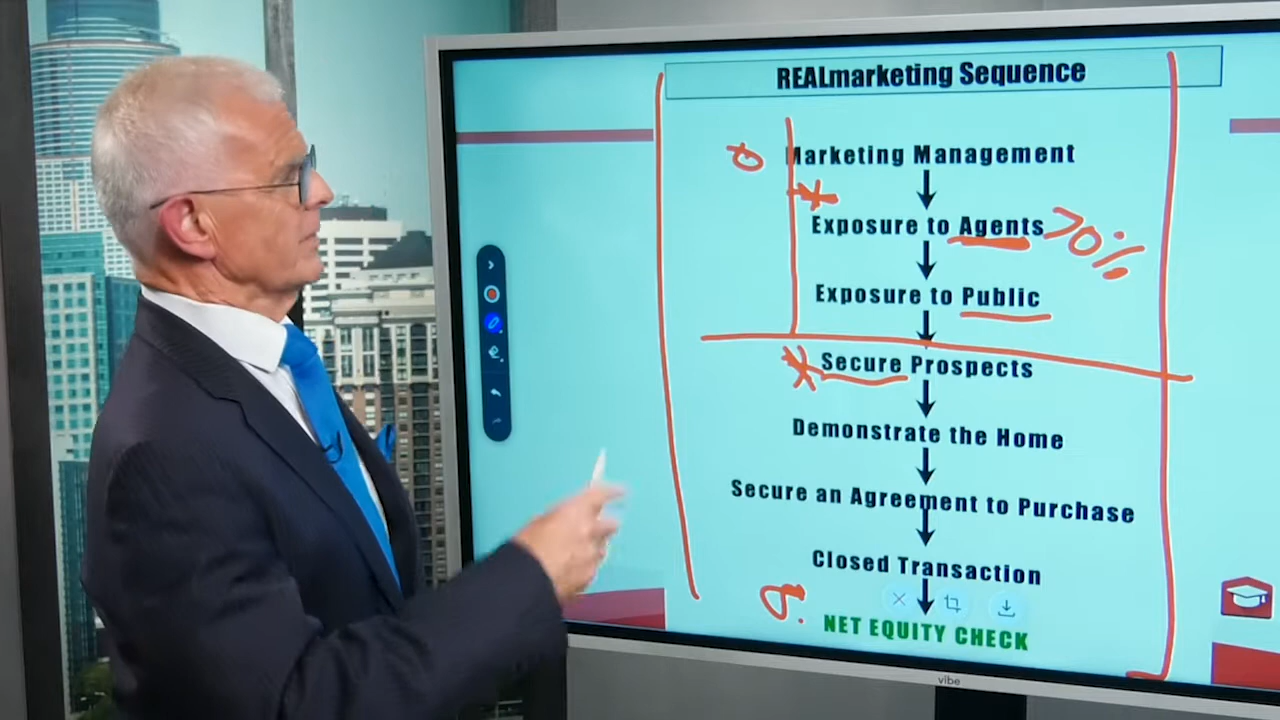 REALmarketing Sequence
Marketing Management
Exposure to Agents 70%
Exposure to Public
Secure Prospects
Demonstrate the Home
Secure an Agreement to Purchase
Closed Transaction
NET EQUITY CHECK
vibe